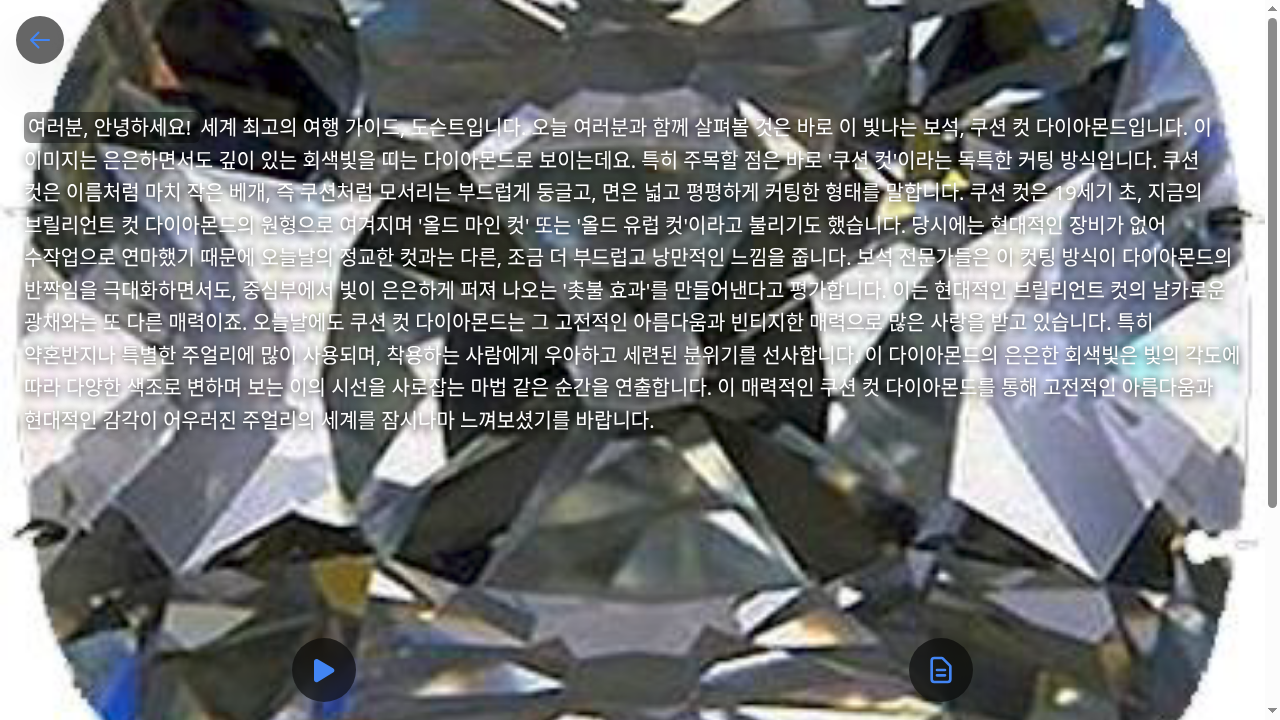 여러분, 안녕하세요! 세계 최고의 여행 가이드, 도슨트입니다. 오늘 여러분과 함께 살펴볼 것은 바로 이 빛나는 보석, 쿠션 컷 다이아몬드입니다. 이
이미지는 은은하면서도 깊이 있는 회색빛을 띠는 다이아몬드로 보이는데요. 특히 주목할 점은 바로 '쿠션 컷'이라는 독특한 커팅 방식입니다. 쿠션
컷은 이름처럼 마치 작은 베개, 즉 쿠션처럼 모서리는 부드럽게 둥글고, 면은 넓고 평평하게 커팅한 형태를 말합니다. 쿠션 컷은 19세기 초, 지금의
브릴리언트 컷 다이아몬드의 원형으로 여겨지며 '올드 마인 컷' 또는 '올드 유럽 컷'이라고 불리기도 했습니다. 당시에는 현대적인 장비가 없어
수작업으로 연마했기 때문에 오늘날의 정교한 컷과는 다른, 조금 더 부드럽고 낭만적인 느낌을 줍니다. 보석 전문가들은 이 컷팅 방식이 다이아몬드의
반짝임을 극대화하면서도, 중심부에서 빛이 은은하게 퍼져 나오는 '촛불 효과'를 만들어낸다고 평가합니다. 이는 현대적인 브릴리언트 컷의 날카로운
광채와는 또 다른 매력이죠. 오늘날에도 쿠션 컷 다이아몬드는 그 고전적인 아름다움과 빈티지한 매력으로 많은 사랑을 받고 있습니다. 특히
약혼반지나 특별한 주얼리에 많이 사용되며, 착용하는 사람에게 우아하고 세련된 분위기를 선사합니다. 이 다이아몬드의 은은한 회색빛은 빛의 각도에
따라 다양한 색조로 변하며 보는 이의 시선을 사로잡는 마법 같은 순간을 연출합니다. 이 매력적인 쿠션 컷 다이아몬드를 통해 고전적인 아름다움과
현대적인 감각이 어우러진 주얼리의 세계를 잠시나마 느껴보셨기를 바랍니다.